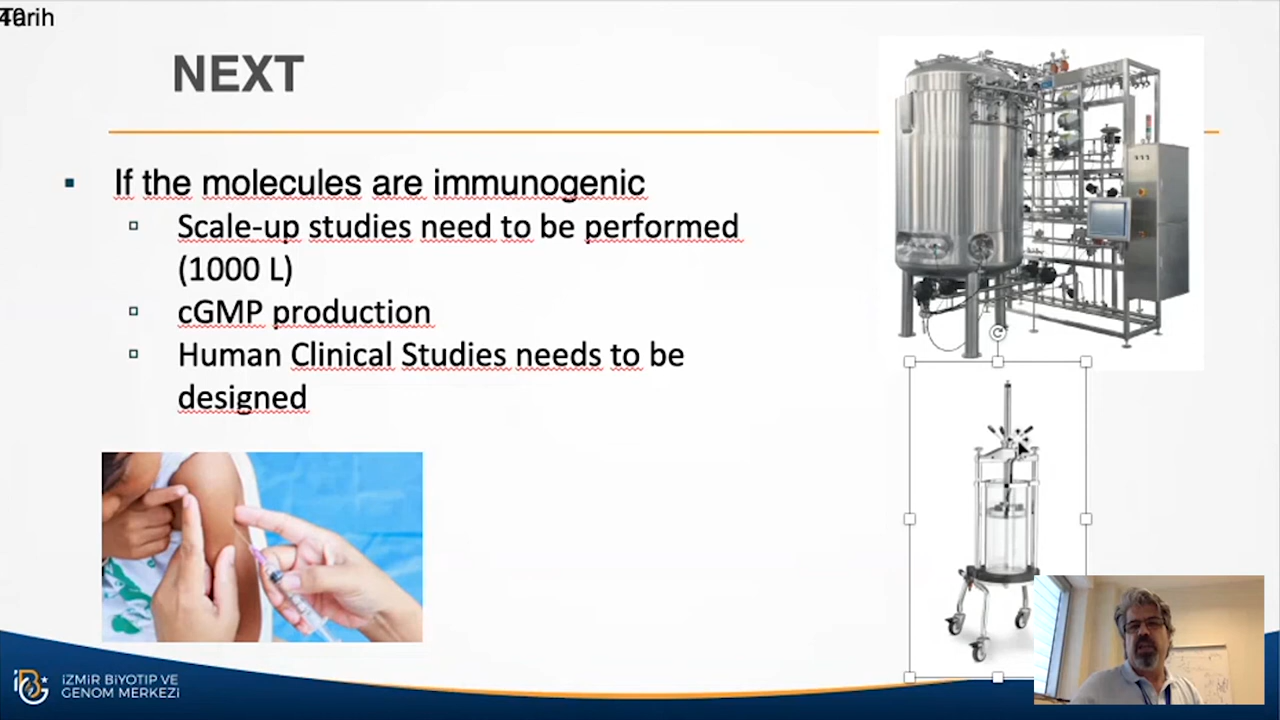 Tarih
NEXT
If the molecules are immunogenic
Scale-up studies need to be performed
(1000 L)
cGMP production
Human Clinical Studies needs to be
designed
İZMİR BİYOTIP VE
GENOM MERKEZİ